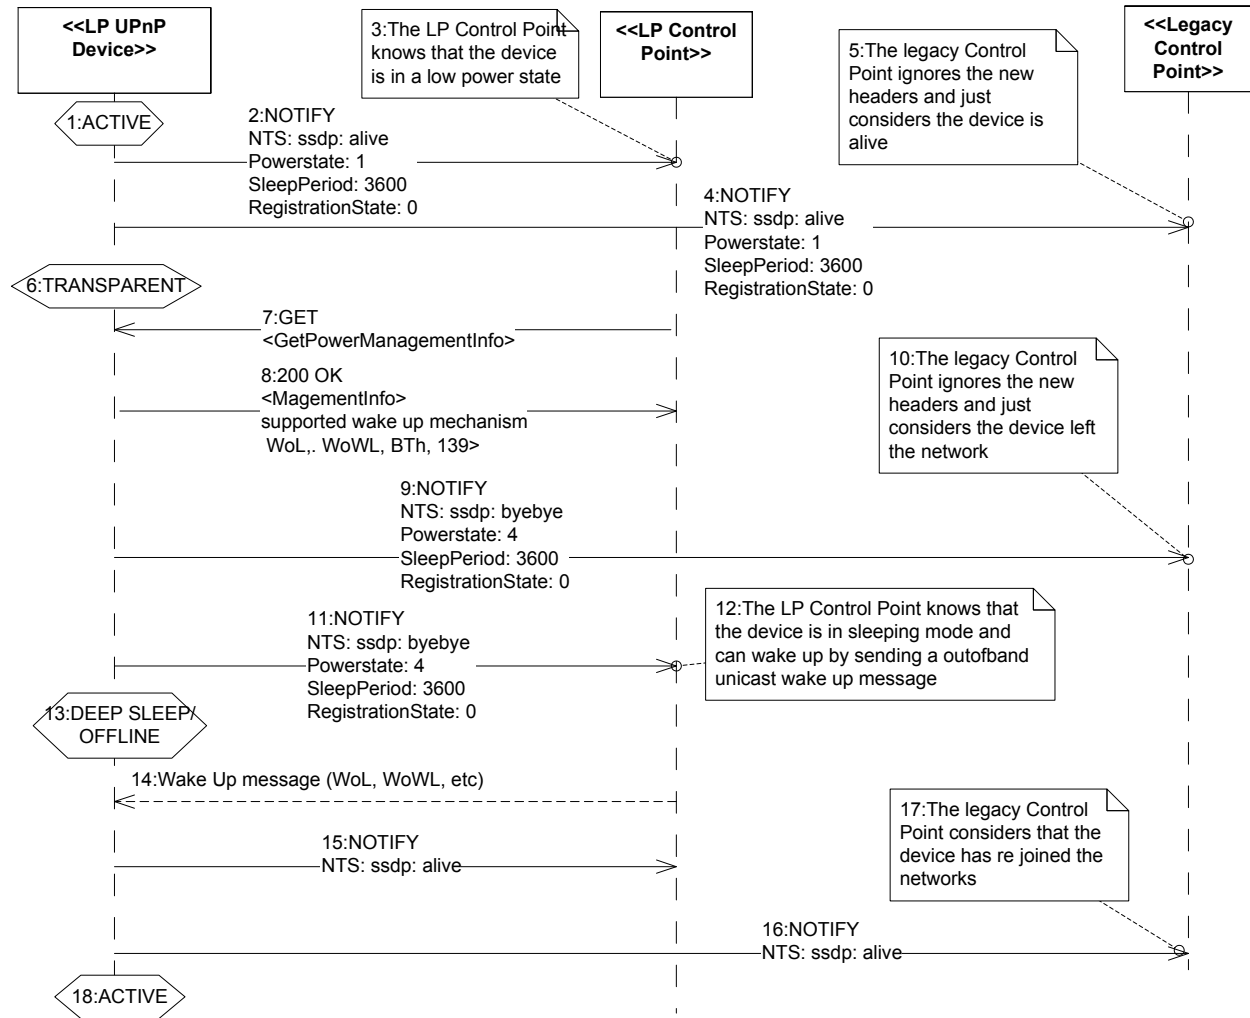 <<LP UPnP
Device>>
3:The LP Control Point
knows that the device
is in a low power state
<<LP Control
Point>>
5:The legacy Control
Point ignores the new
headers and just
considers the device is
alive
<<Legacy
Control
Point>>
1:ACTIVE
2:NOTIFY
NTS: ssdp: alive
Powerstate: 1
SleepPeriod: 3600
RegistrationState: 0
4:NOTIFY
NTS: ssdp: alive
Powerstate: 1
SleepPeriod: 3600
RegistrationState: 0
6:TRANSPARENT
7:GET
<GetPowerManagementInfo>
8:200 OK
<MagementInfo>
supported wake up mechanism
WoL,. WoWL, BTh, 139>
10:The legacy Control
Point ignores the new
headers and just
considers the device left
the network
9:NOTIFY
NTS: ssdp: byebye
Powerstate: 4
SleepPeriod: 3600
RegistrationState: 0
11:NOTIFY
NTS: ssdp: byebye
Powerstate: 4
SleepPeriod: 3600
RegistrationState: 0
12:The LP Control Point knows that
the device is in sleeping mode and
can wake up by sending a outofband
unicast wake up message
13:DEEP SLEEP/
OFFLINE
14:Wake Up message (WoL, WoWL, etc)
15:NOTIFY
NTS: ssdp: alive
17:The legacy Control
Point considers that the
device has re joined the
networks
16:NOTIFY
NTS: ssdp: alive
18:ACTIVE